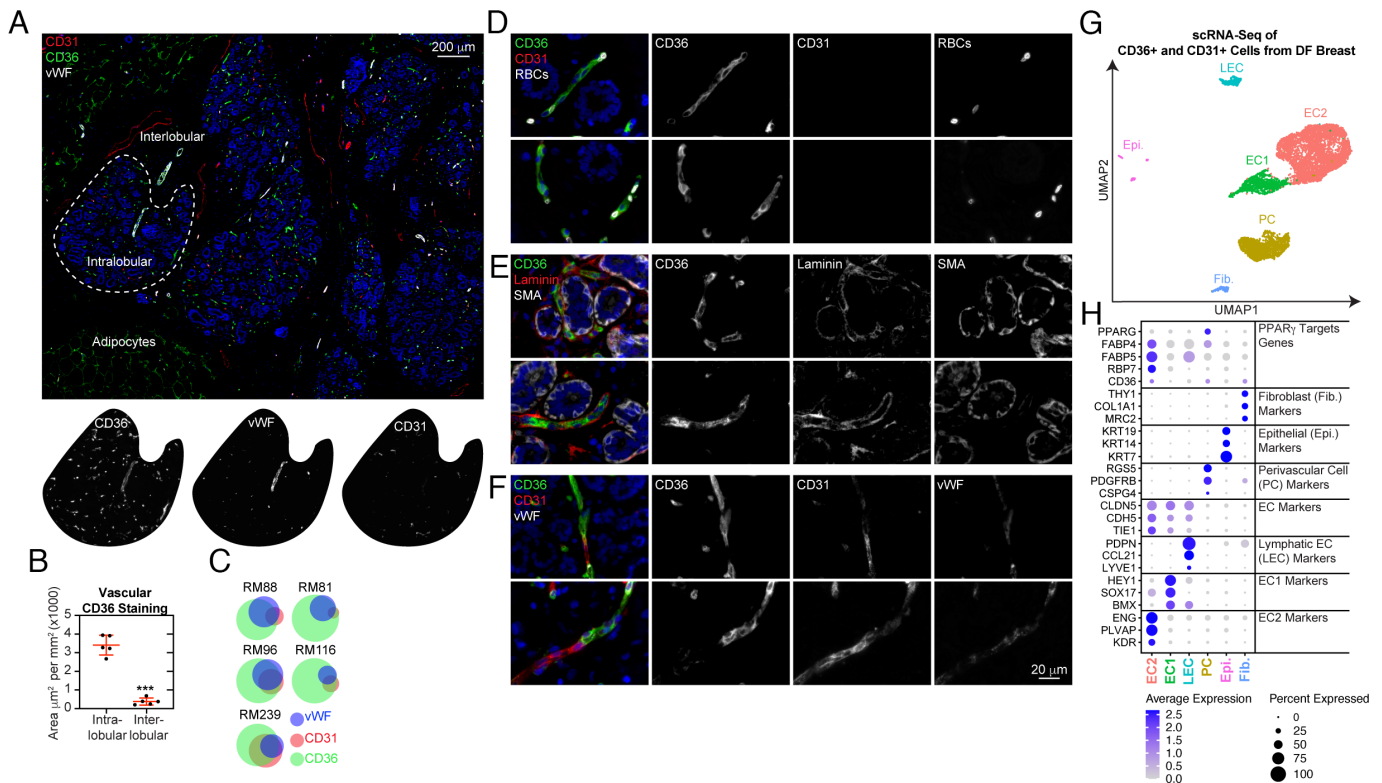 A
CD31
CD36
vWF
200 μm
Interlobular
Intralobular
Adipocytes
CD36
vWF
CD31
B
Vascular
CD36 Staining
Area μm² per mm² (x1000)
5
4
3
2
1
0
***
Intra-
lobular
Inter-
lobular
C
RM88
RM81
RM96
RM116
RM239
vWF
CD31
CD36
D
CD36
CD31
RBCs
CD36
CD31
RBCs
E
CD36
Laminin
SMA
CD36
Laminin
SMA
F
CD36
CD31
vWF
CD36
CD31
vWF
20 μm
G
scRNA-Seq of
CD36+ and CD31+ Cells from DF Breast
LEC
EC2
Epi.
EC1
PC
Fib.
UMAP2
UMAP1
H
PPARG
FABP4
FABP5
RBP7
CD36
PPARγ Targets
Genes
THY1
COL1A1
MRC2
Fibroblast (Fib.)
Markers
KRT19
KRT14
KRT7
Epithelial (Epi.)
Markers
RGS5
PDGFRB
CSPG4
Perivascular Cell
(PC) Markers
CLDN5
CDH5
TIE1
EC Markers
PDPN
CCL21
LYVE1
Lymphatic EC
(LEC) Markers
HEY1
SOX17
BMX
EC1 Markers
ENG
PLVAP
KDR
EC2 Markers
EC2
EC1
LEC
PC
Epi.
Fib.
Average Expression
2.5
2.0
1.5
1.0
0.5
0.0
Percent Expressed
0
25
50
75
100